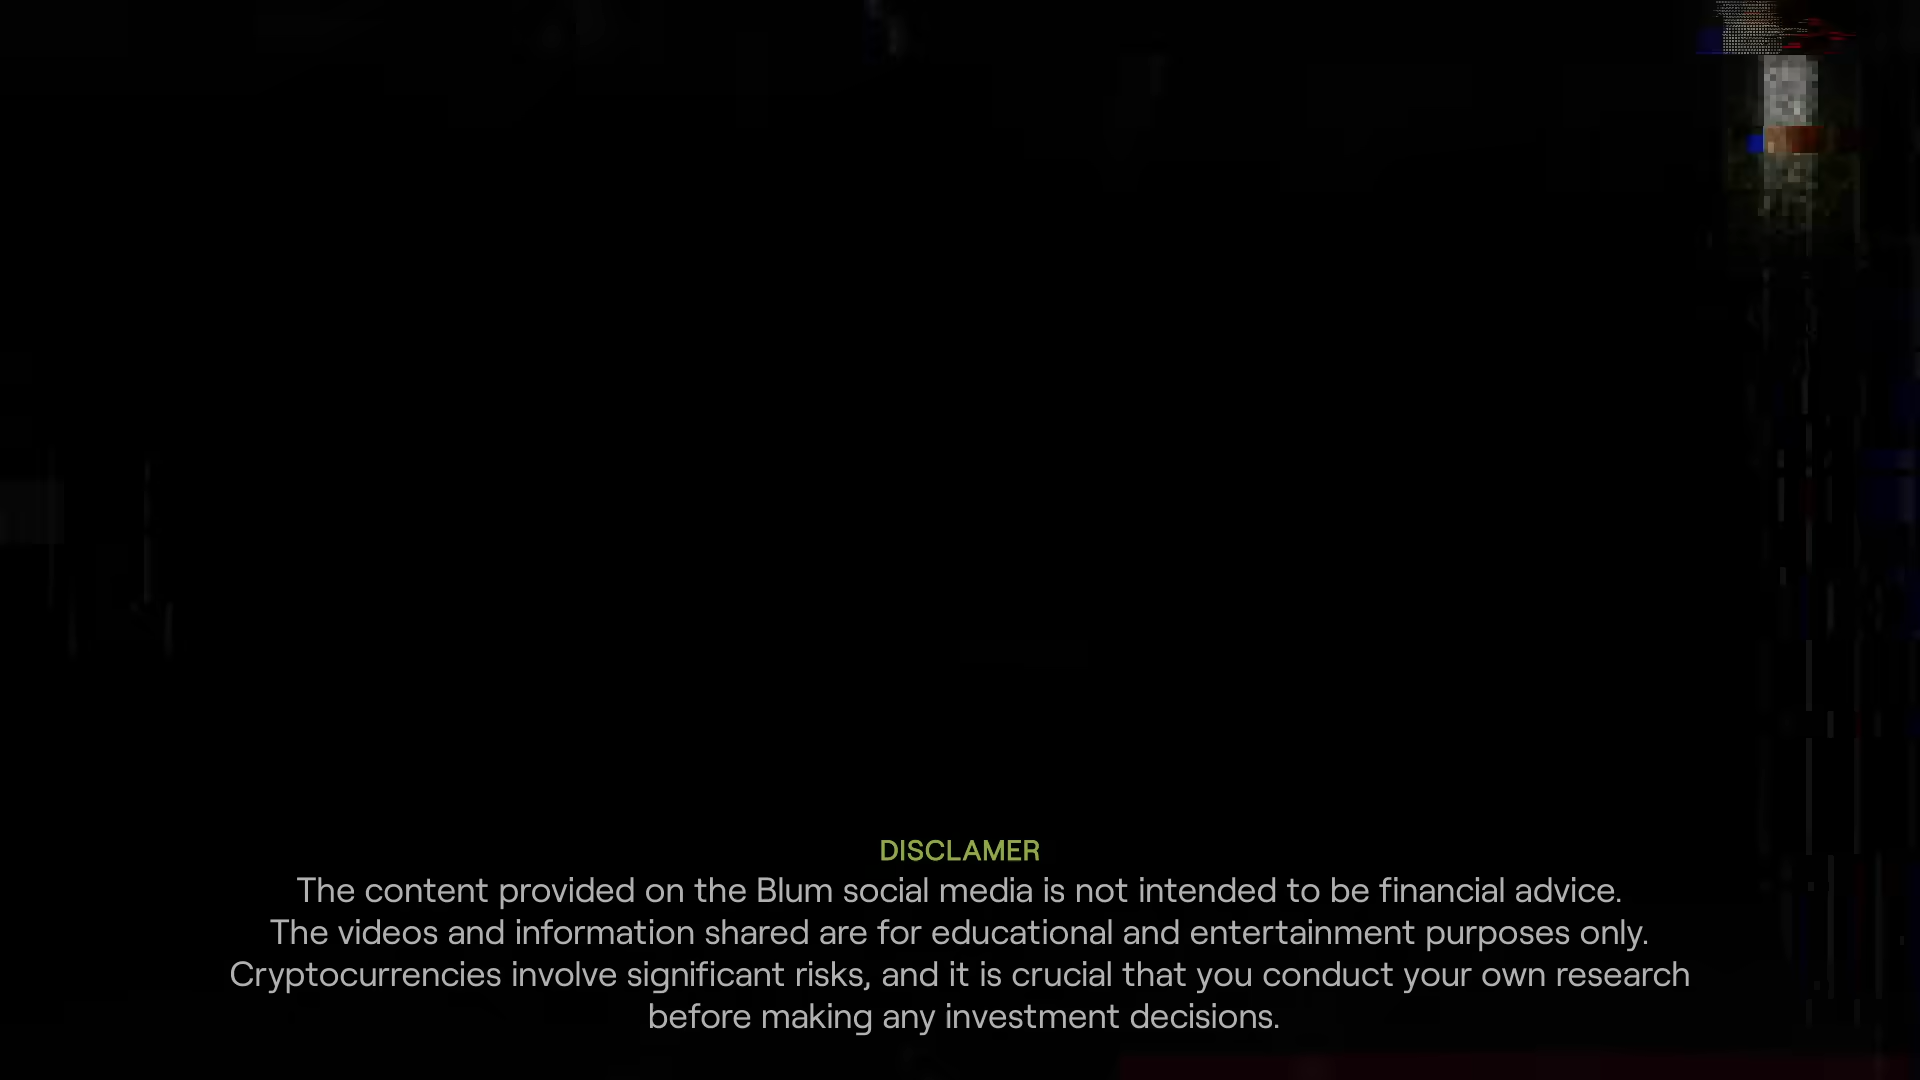 DISCLAMER
The content provided on the Blum social media is not intended to be financial advice.
The videos and information shared are for educational and entertainment purposes only.
Cryptocurrencies involve significant risks, and it is crucial that you conduct your own research
before making any investment decisions.